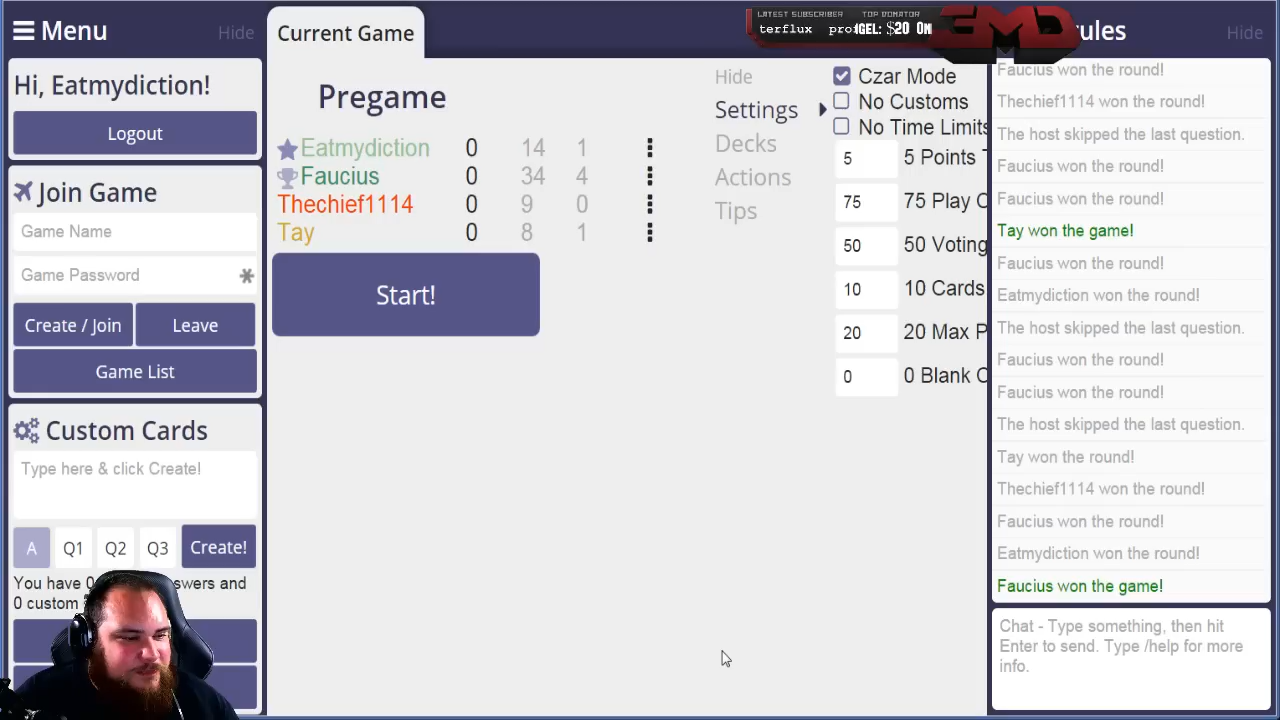 Menu
Hide
Hi, Eatmydiction!
Logout
Join Game
Game Name
Game Password
Create / Join
Leave
Game List
Custom Cards
Type here & click Create!
A
Q1
Q2
Q3
Create!
You have 0
swers and
0 custom
Current Game
Pregame
Eatmydiction 0 14 1
Faucius 0 34 4
Thechief1114 0 9 0
Tay 0 8 1
Start!
Hide
Settings
Decks
Actions
Tips
Czar Mode
No Customs
No Time Limits
5 5 Points T
75 75 Play C
50 50 Voting
10 10 Cards
20 20 Max P
0 0 Blank C
LATEST SUBSCRIBER TOP DONATOR
terflux
$20 On
EMD
ules
Hide
Faucius won the round!
Thechief1114 won the round!
The host skipped the last question.
Faucius won the round!
Faucius won the round!
Tay won the game!
Faucius won the round!
Eatmydiction won the round!
The host skipped the last question.
Faucius won the round!
Faucius won the round!
The host skipped the last question.
Tay won the round!
Thechief1114 won the round!
Faucius won the round!
Eatmydiction won the round!
Faucius won the game!
Chat - Type something, then hit
Enter to send. Type /help for more
info.